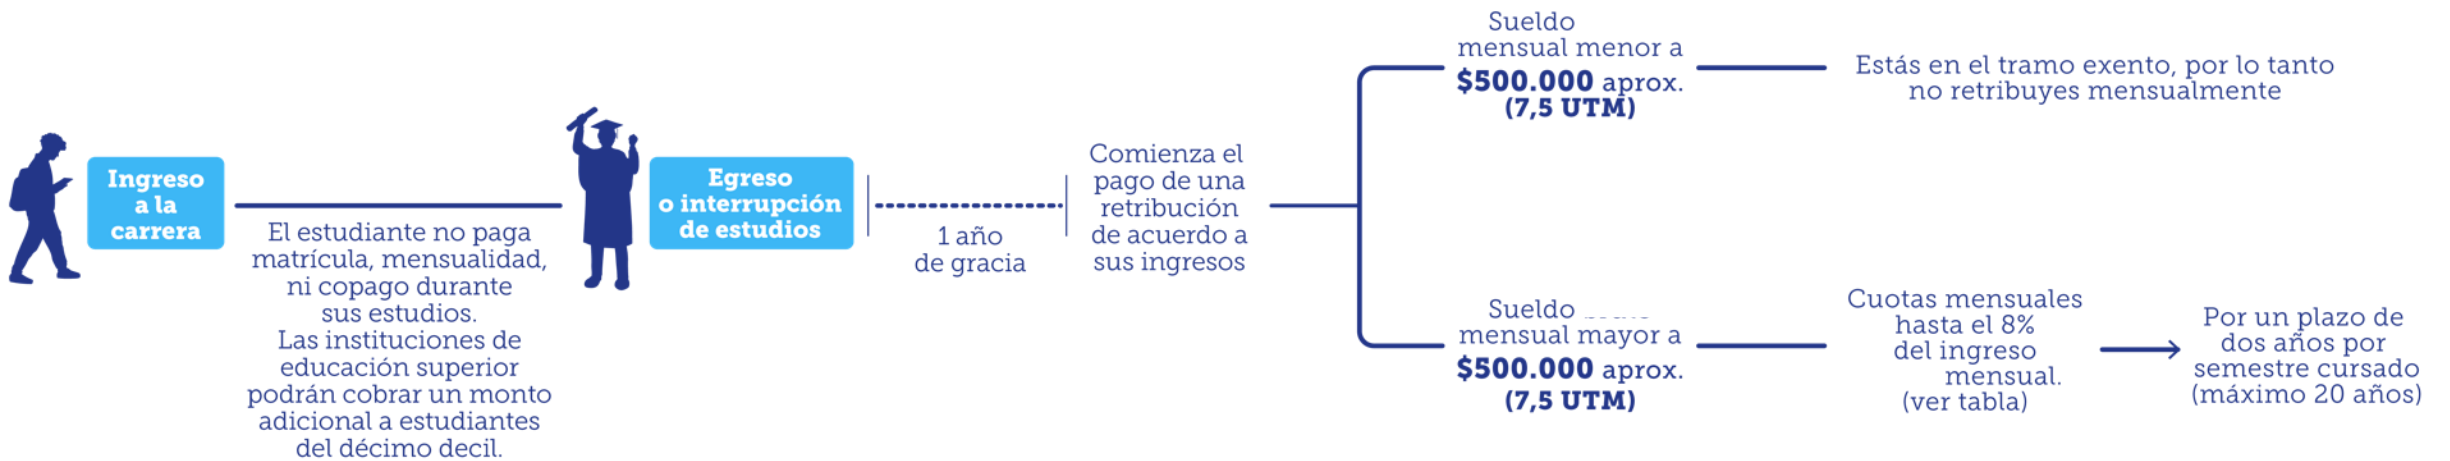 Ingreso
a la
carrera
El estudiante no paga
matrícula, mensualidad,
ni copago durante
sus estudios.
Las instituciones de
educación superior
podrán cobrar un monto
adicional a estudiantes
del décimo decil.
Egreso
o interrupción
de estudios
1 año
de gracia
Comienza el
pago de una
retribución
de acuerdo a
sus ingresos
Sueldo
mensual menor a
$500.000 aprox.
(7,5 UTM)
Estás en el tramo exento, por lo tanto
no retribuyes mensualmente
Sueldo
mensual mayor a
$500.000 aprox.
(7,5 UTM)
Cuotas mensuales
hasta el 8%
del ingreso
mensual.
(ver tabla)
Por un plazo de
dos años por
semestre cursado
(máximo 20 años)